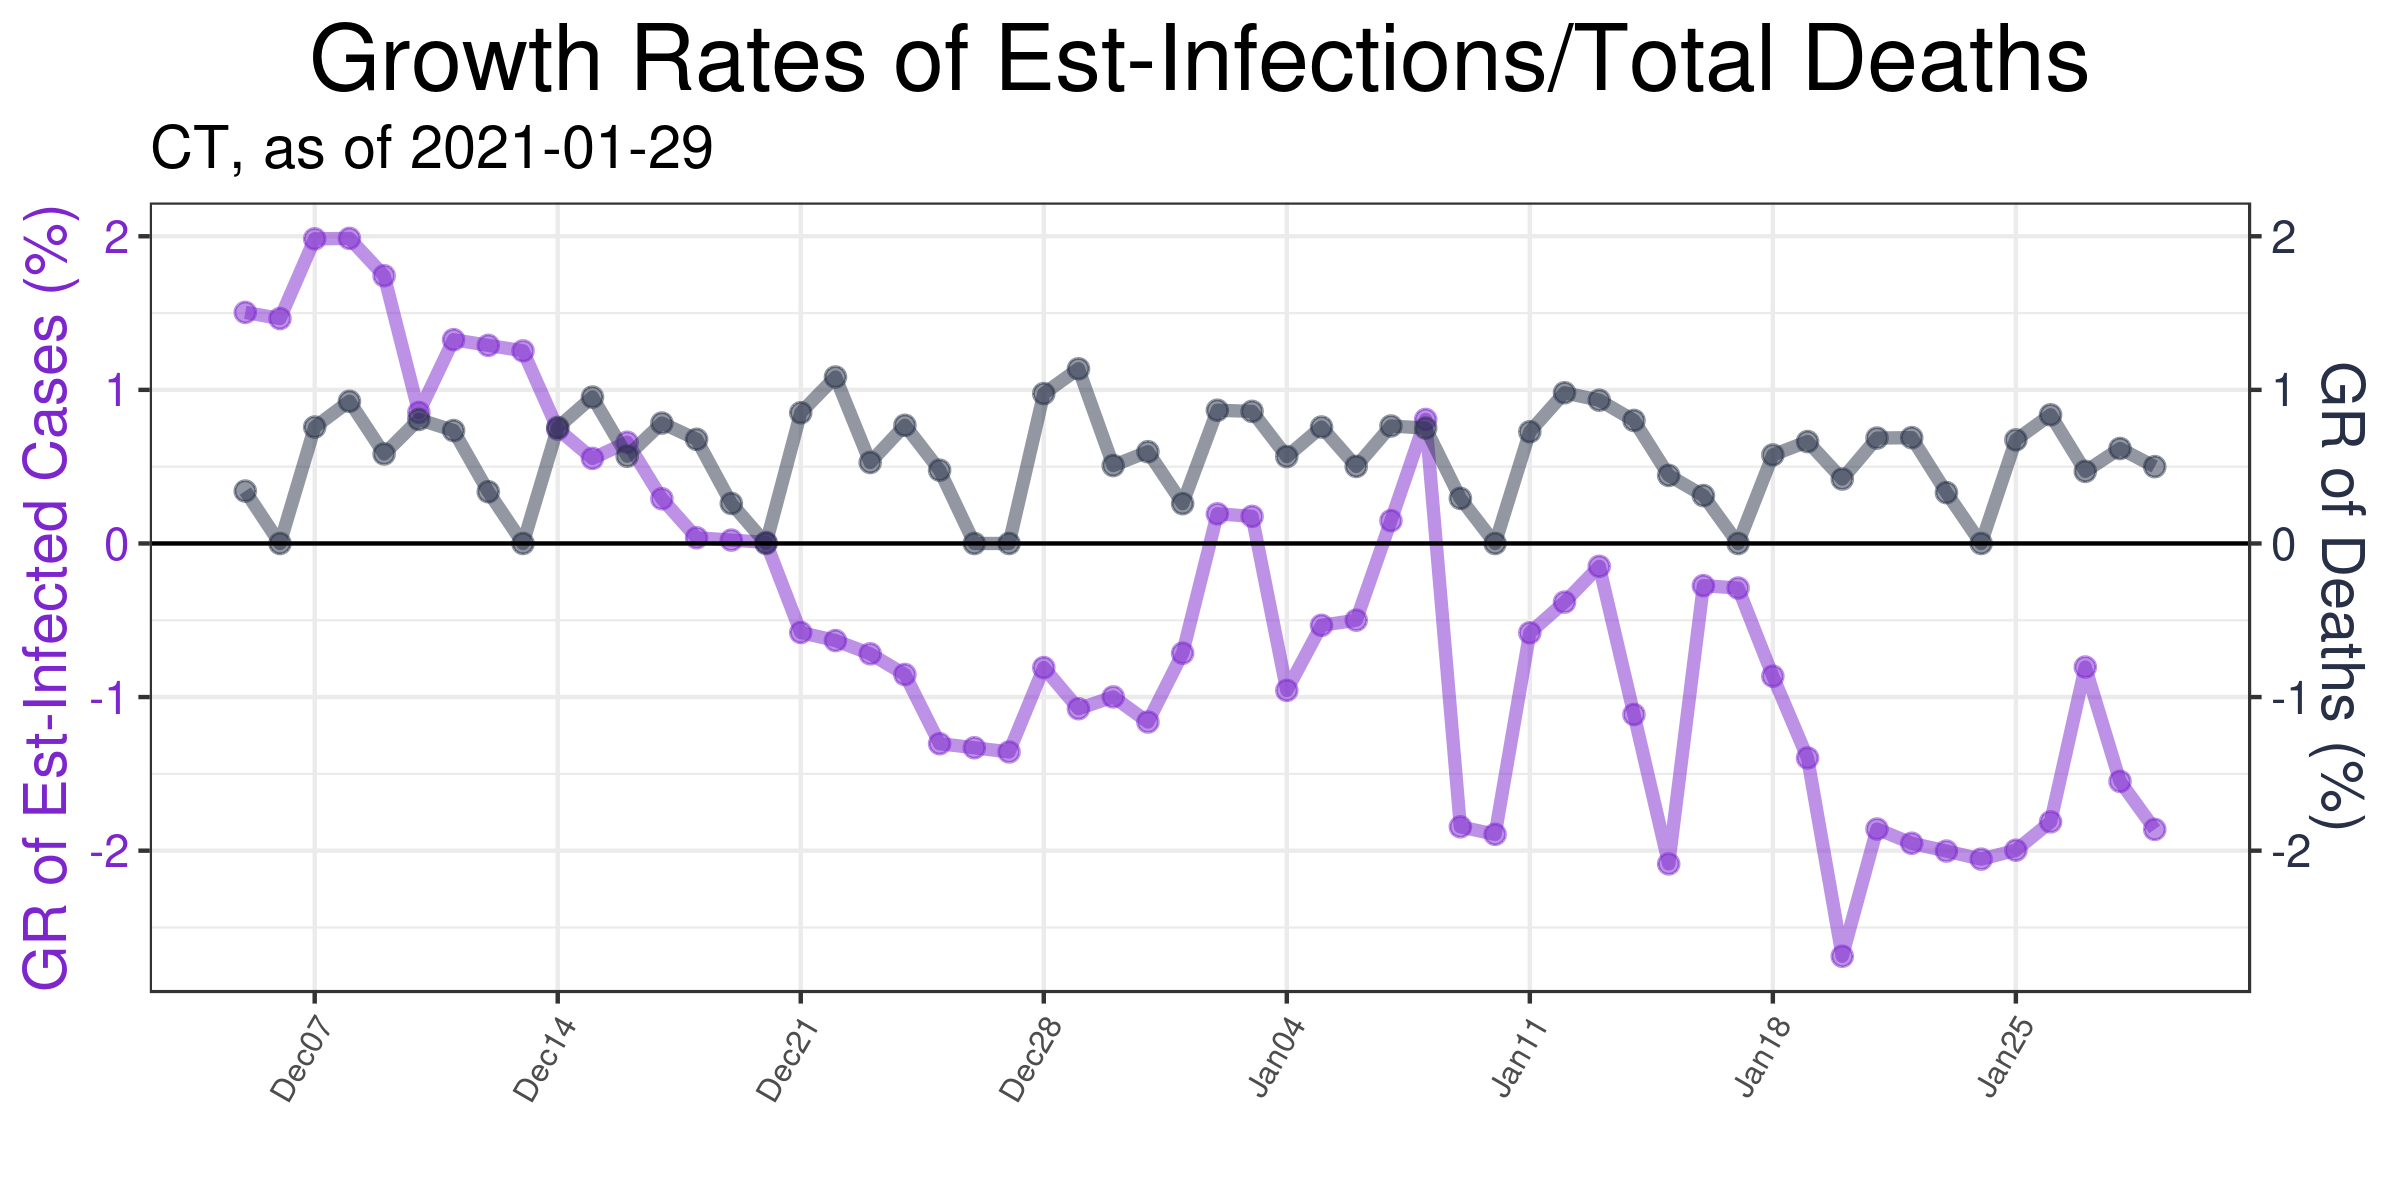 Growth Rates of Est-Infections/Total Deaths
CT, as of 2021-01-29
GR of Est-Infected Cases (%)
2
1
0
-1
-2
2
1
0
-1
-2
GR of Deaths (%)
Dec07
Dec14
Dec21
Dec28
Jan04
Jan11
Jan18
Jan25